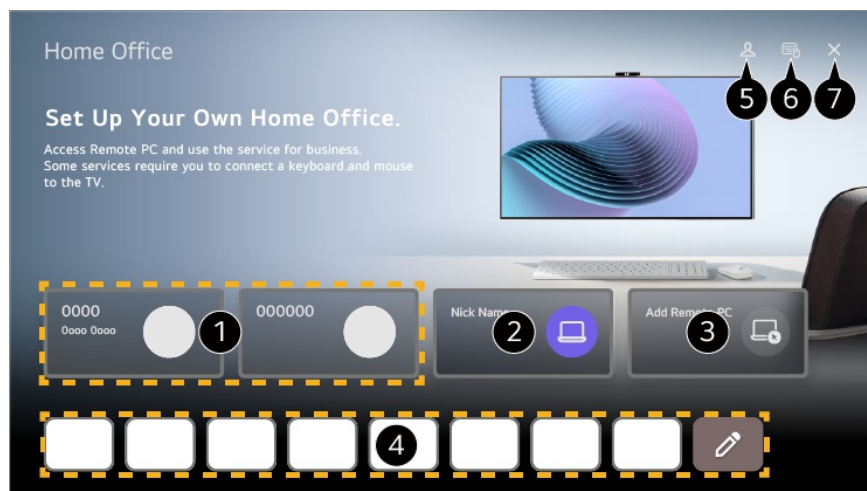 Home Office
5 6 7
Set Up Your Own Home Office.
Access Remote PC and use the service for business.
Some services require you to connect a keyboard and mouse
to the TV.
0000
0ooo 0ooo
1
000000
Nick Name
2
Add Remote PC
3
4